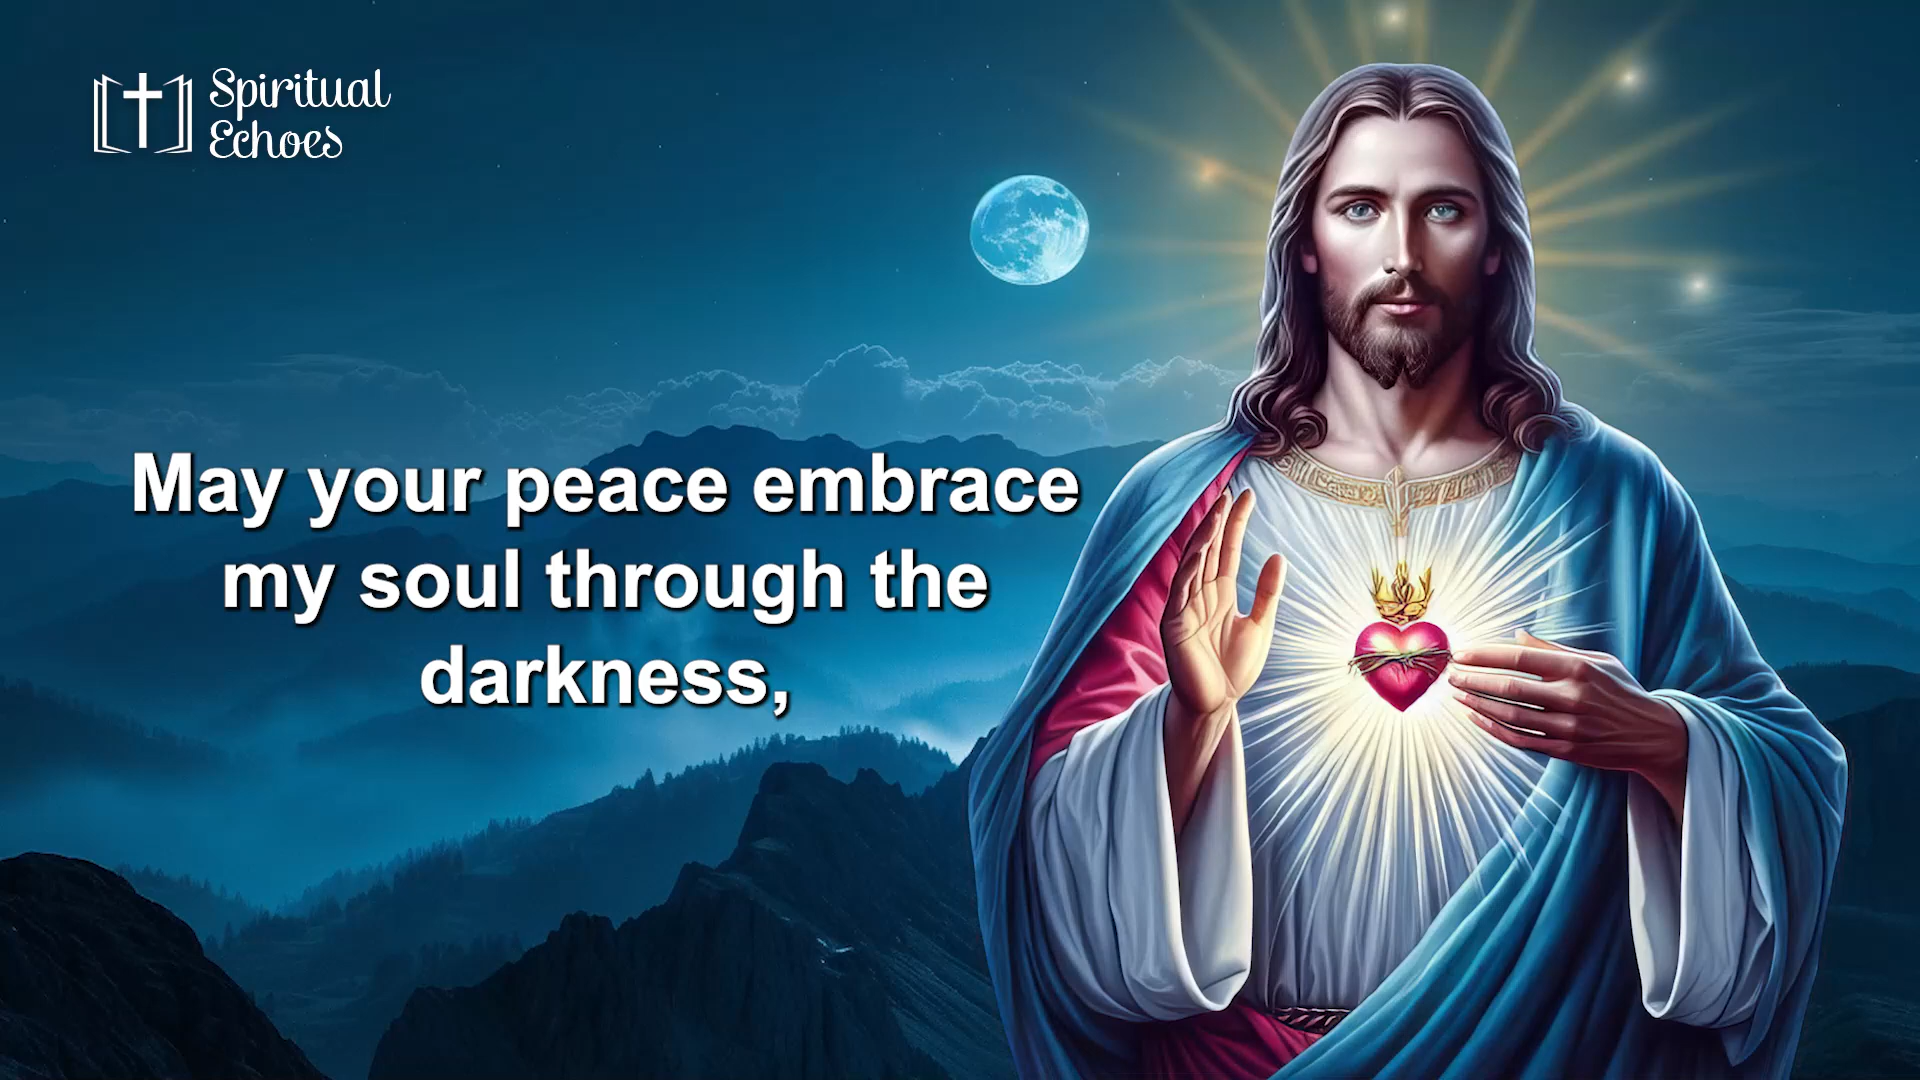 Spiritual
Echoes
May your peace embrace
my soul through the
darkness,